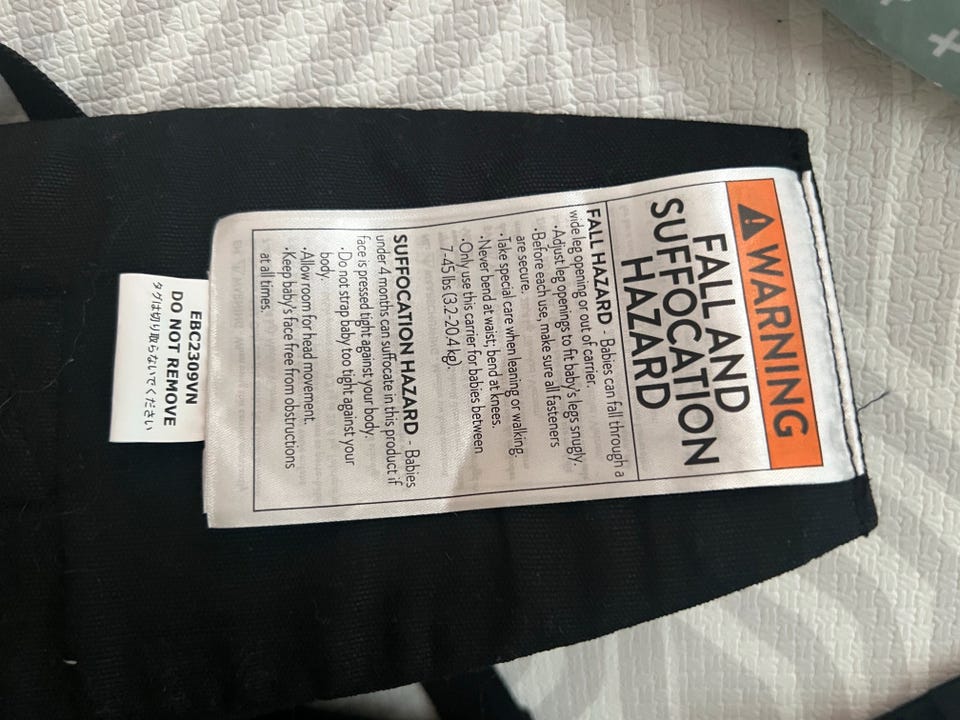 WARNING
FALL AND
SUFFOCATION
HAZARD
FALL HAZARD - Babies can fall through a
wide leg opening or out of carrier.
•Adjust leg openings to fit baby's legs snugly.
•Before each use, make sure all fasteners
are secure.
•Take special care when leaning or walking.
•Never bend at waist; bend at knees.
•Only use this carrier for babies between
7-45 lbs (3.2-20.4 kg).
SUFFOCATION HAZARD - Babies
under 4 months can suffocate in this product if
face is pressed tight against your body.
•Do not strap baby too tight against your
body.
•Allow room for head movement.
•Keep baby's face free from obstructions
at all times.
EBC2309VN
DO NOT REMOVE
タグは切り取らないでください